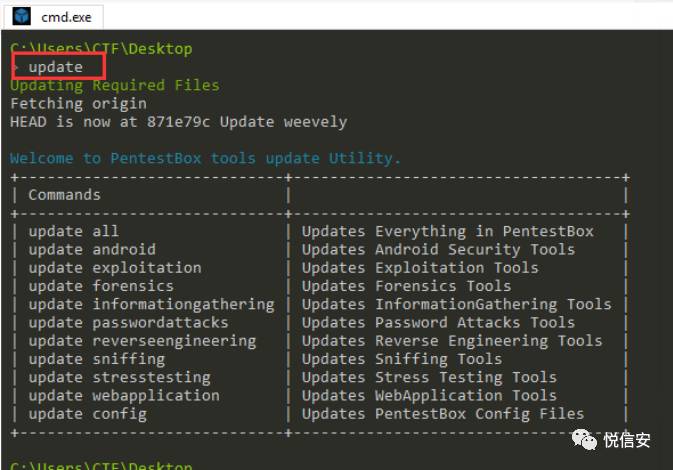 cmd.exe
C:\Users\CTF\Desktop
> update
Updating Required Files
Fetching origin
HEAD is now at 871e79c Update weevely
Welcome to PentestBox tools update Utility.
+-----------------------------+------------------------------------+
| Commands                    |                                    |
+-----------------------------+------------------------------------+
| update all                  | Updates Everything in PentestBox   |
| update android              | Updates Android Security Tools     |
| update exploitation         | Updates Exploitation Tools         |
| update forensics            | Updates Forensics Tools            |
| update informationgathering | Updates InformationGathering Tools |
| update passwordattacks      | Updates Password Attacks Tools     |
| update reverseengineering   | Updates Reverse Engineering Tools  |
| update sniffing             | Updates Sniffing Tools             |
| update stresstesting        | Updates Stress Testing Tools       |
| update webapplication       | Updates WebApplication Tools       |
| update config               | Updates PentestBox Config Files    |
+-----------------------------+------------------------------------+
C:\Users\CTF\Desktop
悦信安